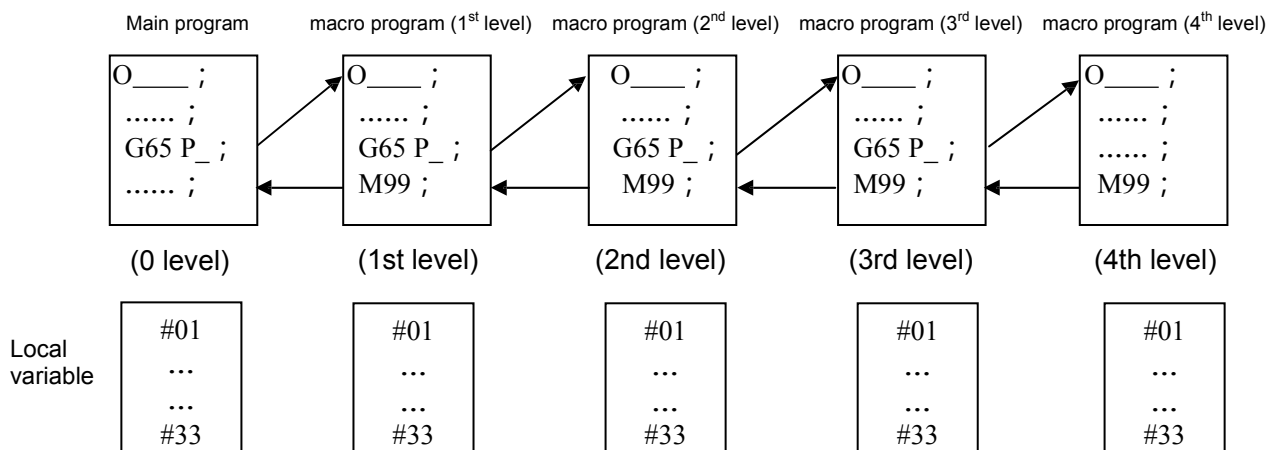 Main program macro program (1st level) macro program (2nd level) macro program (3rd level) macro program (4th level)
O____ ; O____ ; O____ ; O____ ; O____ ;
...... ; ...... ; ...... ; ...... ; ...... ;
G65 P_ ; G65 P_ ; G65 P_ ; G65 P_ ; ...... ;
...... ; M99 ; M99 ; M99 ; M99 ;
(0 level) (1st level) (2nd level) (3rd level) (4th level)
#01 #01 #01 #01 #01
Local
variable
... ... ... ... ...
... ... ... ... ...
#33 #33 #33 #33 #33